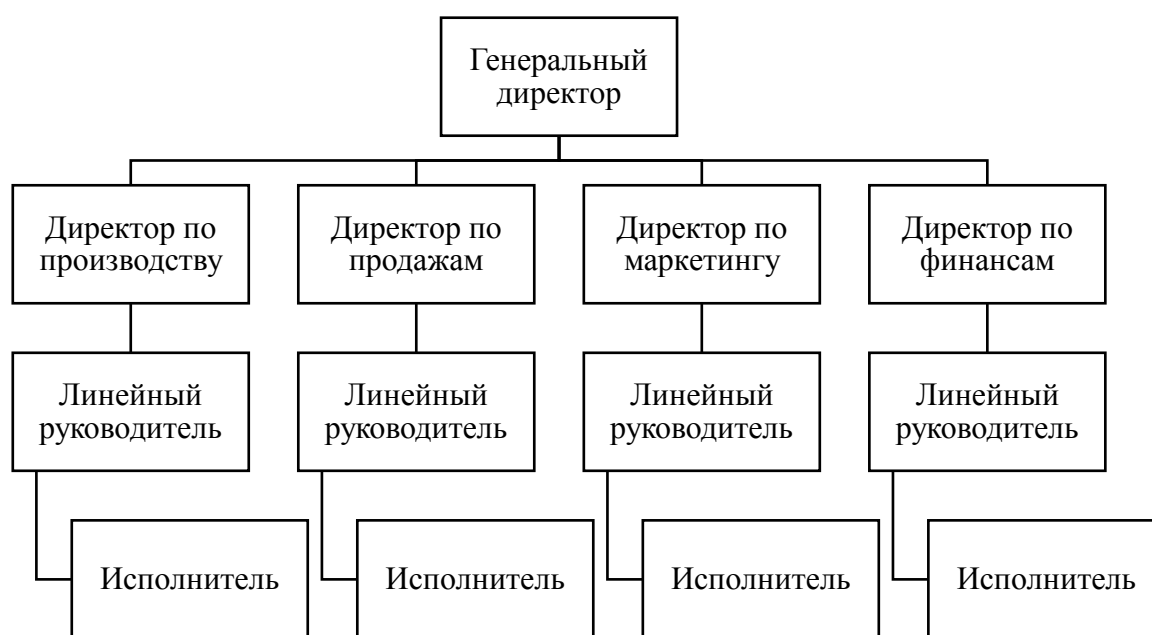 Генеральный
директор
Директор по
производству
Директор по
продажам
Директор по
маркетингу
Директор по
финансам
Линейный
руководитель
Линейный
руководитель
Линейный
руководитель
Линейный
руководитель
Исполнитель
Исполнитель
Исполнитель
Исполнитель